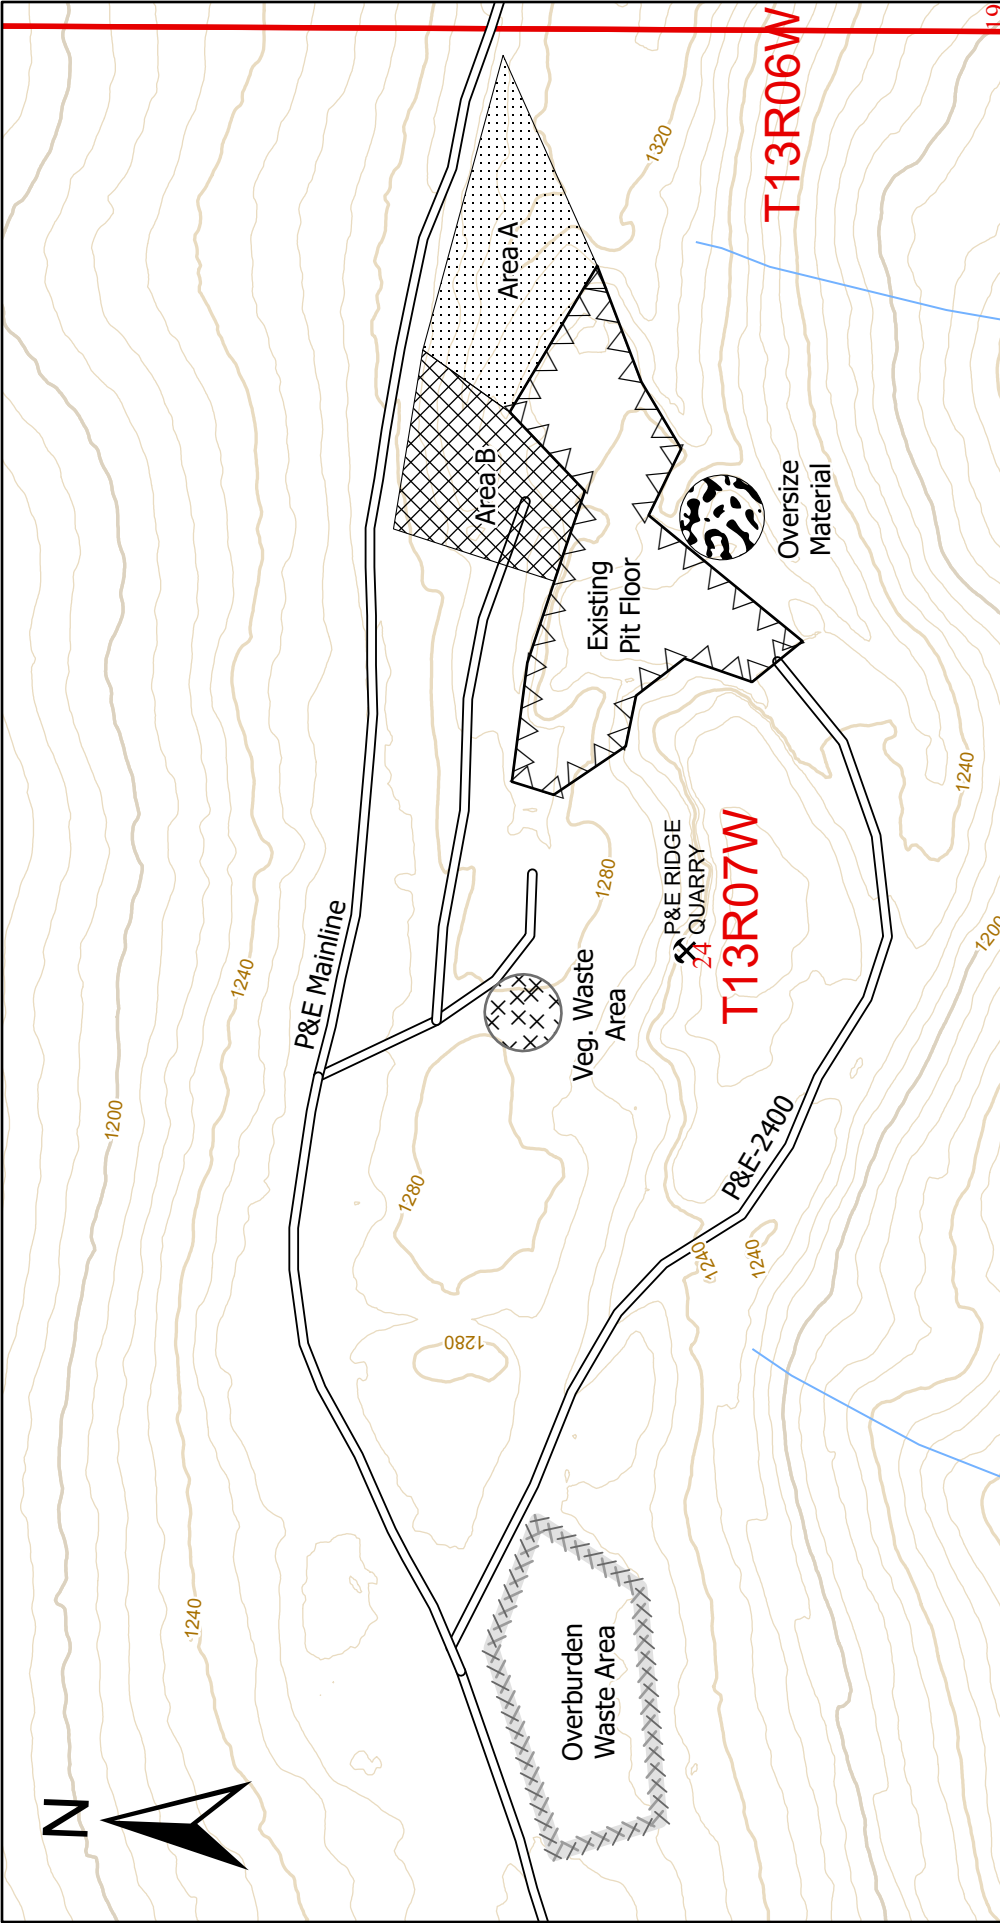 N
1200
1240
1240
P&E Mainline
1280
1280
Overburden
Waste Area
Veg. Waste
Area
1280
Area B
Area A
Existing
Pit Floor
1320
P&E RIDGE
QUARRY
24
T13R07W
P&E-2400
1240
1240
Oversize
Material
T13R06W
1240
1200
19